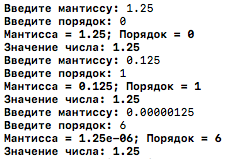 Введите мантиссу: 1.25
Введите порядок: 0
Мантисса = 1.25; Порядок = 0
Значение числа: 1.25
Введите мантиссу: 0.125
Введите порядок: 1
Мантисса = 0.125; Порядок = 1
Значение числа: 1.25
Введите мантиссу: 0.00000125
Введите порядок: 6
Мантисса = 1.25e-06; Порядок = 6
Значение числа: 1.25